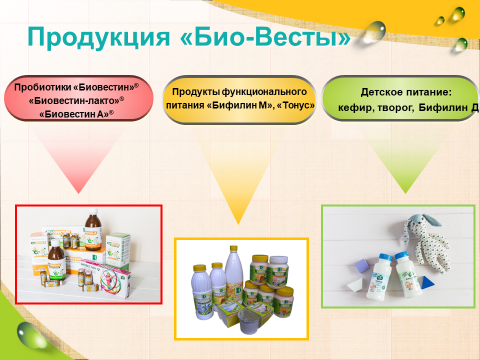 Продукция «Био-Весты»
Пробиотики «Биовестин»®
«Биовестин-лакто»®
«Биовестин А»®
Продукты функционального
питания «Бифилин М», «Тонус»
Детское питание:
кефир, творог, Бифилин Д